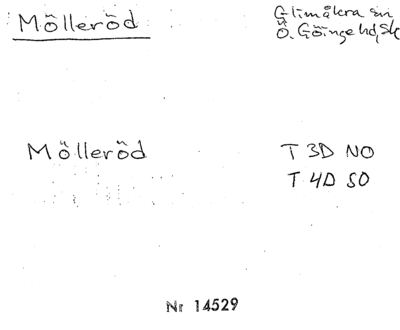 Mölleröd
Glimåkra sn
Ö. Göinge hd, Sk
Mölleröd
T 3D NO
T 4D SO
Nr 14529